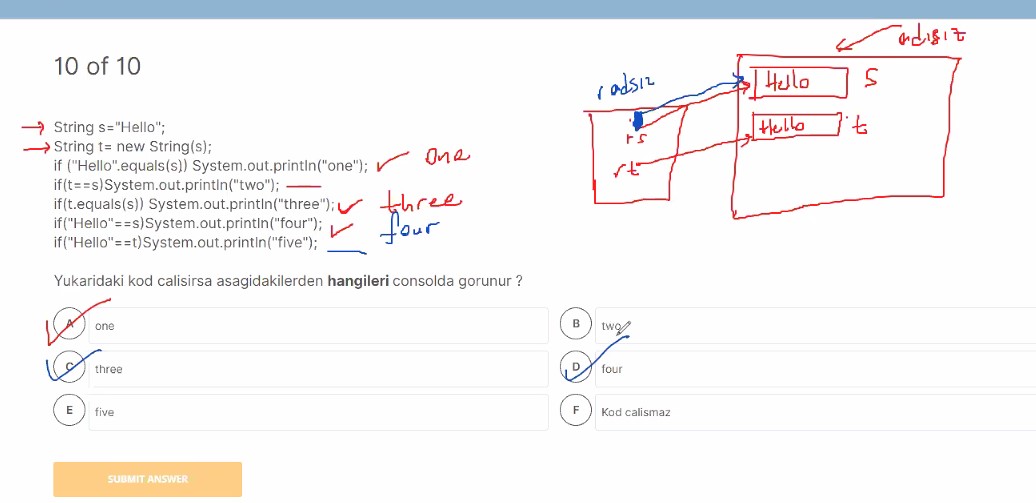 10 of 10
String s="Hello";
String t= new String(s);
if ("Hello".equals(s)) System.out.println("one");
one
if(t==s)System.out.println("two");
if(t.equals(s)) System.out.println("three");
three
if("Hello"==s)System.out.println("four");
four
if("Hello"==t)System.out.println("five");
rs
rt
Hello
s
Hello
t
Yukaridaki kod calisirsa asagidakilerden hangileri consolda gorunur ?
A
one
B
two
C
three
D
four
E
five
F
Kod calismaz
SUBMIT ANSWER